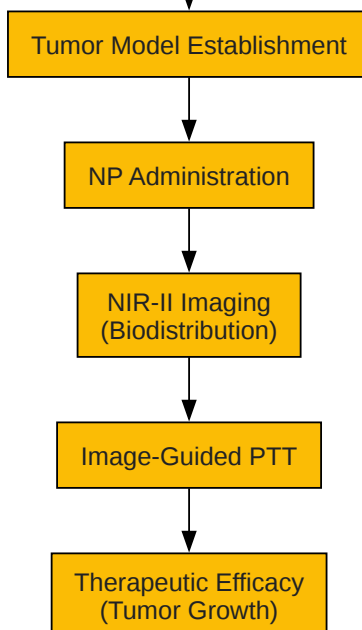 Tumor Model Establishment
NP Administration
NIR-II Imaging
(Biodistribution)
Image-Guided PTT
Therapeutic Efficacy
(Tumor Growth)